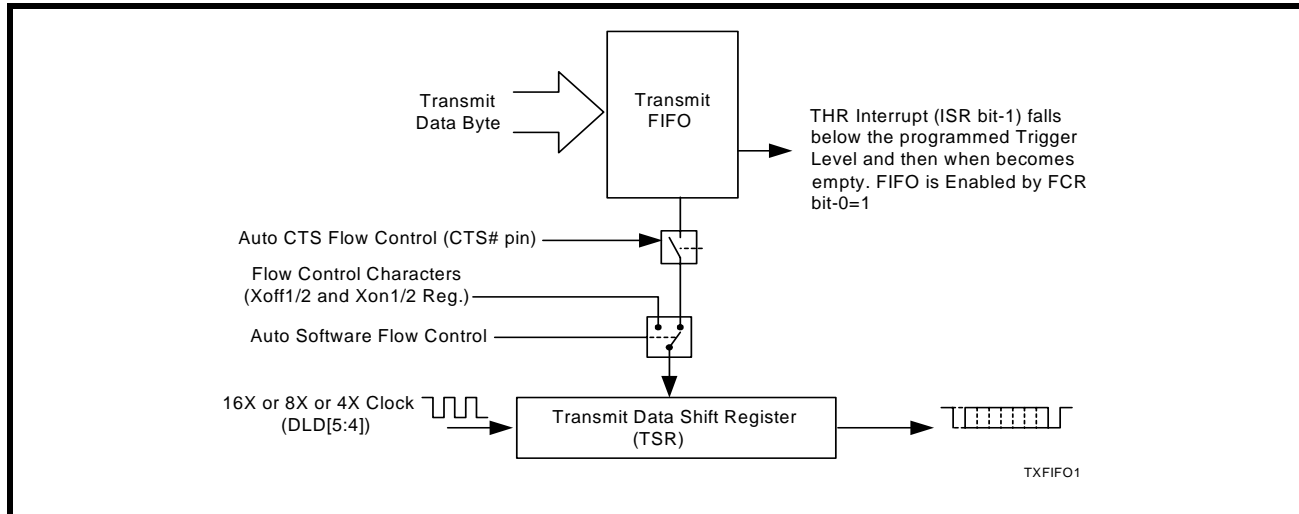 Transmit
Data Byte
Transmit
FIFO
THR Interrupt (ISR bit-1) falls
below the programmed Trigger
Level and then when becomes
empty. FIFO is Enabled by FCR
bit-0=1
Auto CTS Flow Control (CTS# pin)
Flow Control Characters
(Xoff1/2 and Xon1/2 Reg.)
Auto Software Flow Control
16X or 8X or 4X Clock
(DLD[5:4])
Transmit Data Shift Register
(TSR)
TXFIFO1